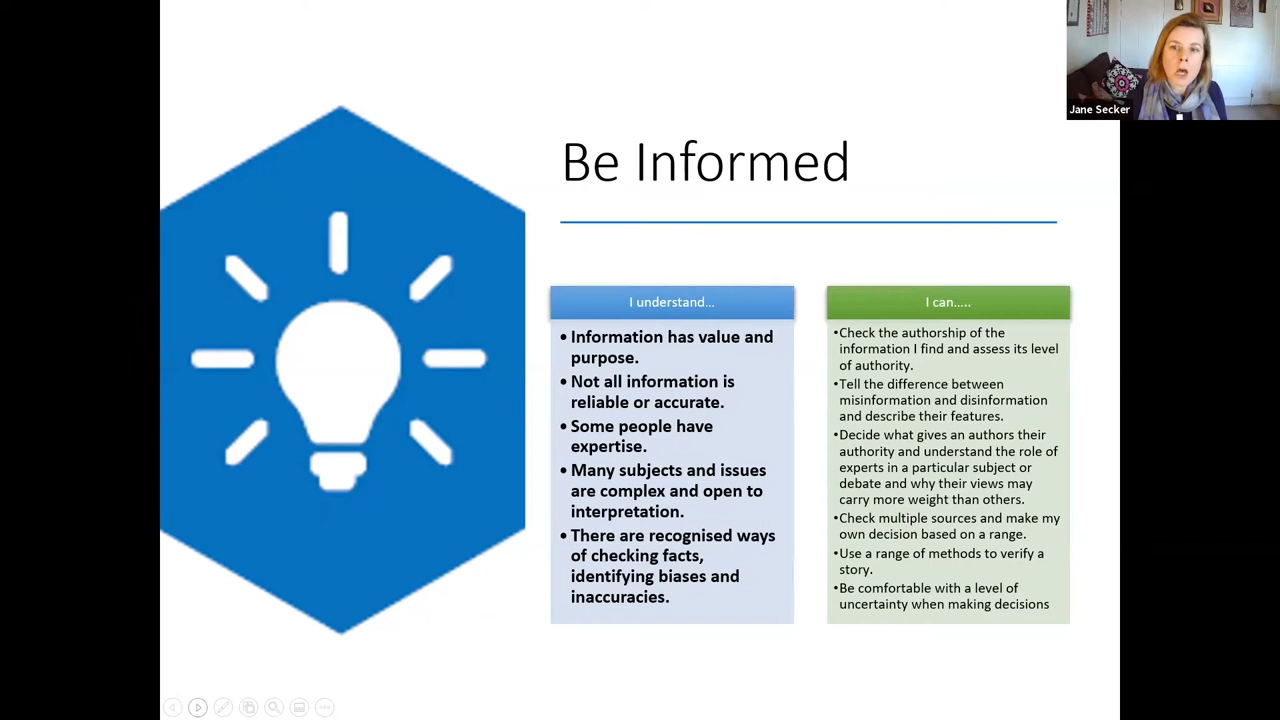 Jane Secker
Be Informed
I understand…
• Information has value and
purpose.
• Not all information is
reliable or accurate.
• Some people have
expertise.
• Many subjects and issues
are complex and open to
interpretation.
• There are recognised ways
of checking facts,
identifying biases and
inaccuracies.
I can…..
•Check the authorship of the
information I find and assess its level
of authority.
•Tell the difference between
misinformation and disinformation
and describe their features.
•Decide what gives an authors their
authority and understand the role of
experts in a particular subject or
debate and why their views may
carry more weight than others.
•Check multiple sources and make my
own decision based on a range.
•Use a range of methods to verify a
story.
•Be comfortable with a level of
uncertainty when making decisions